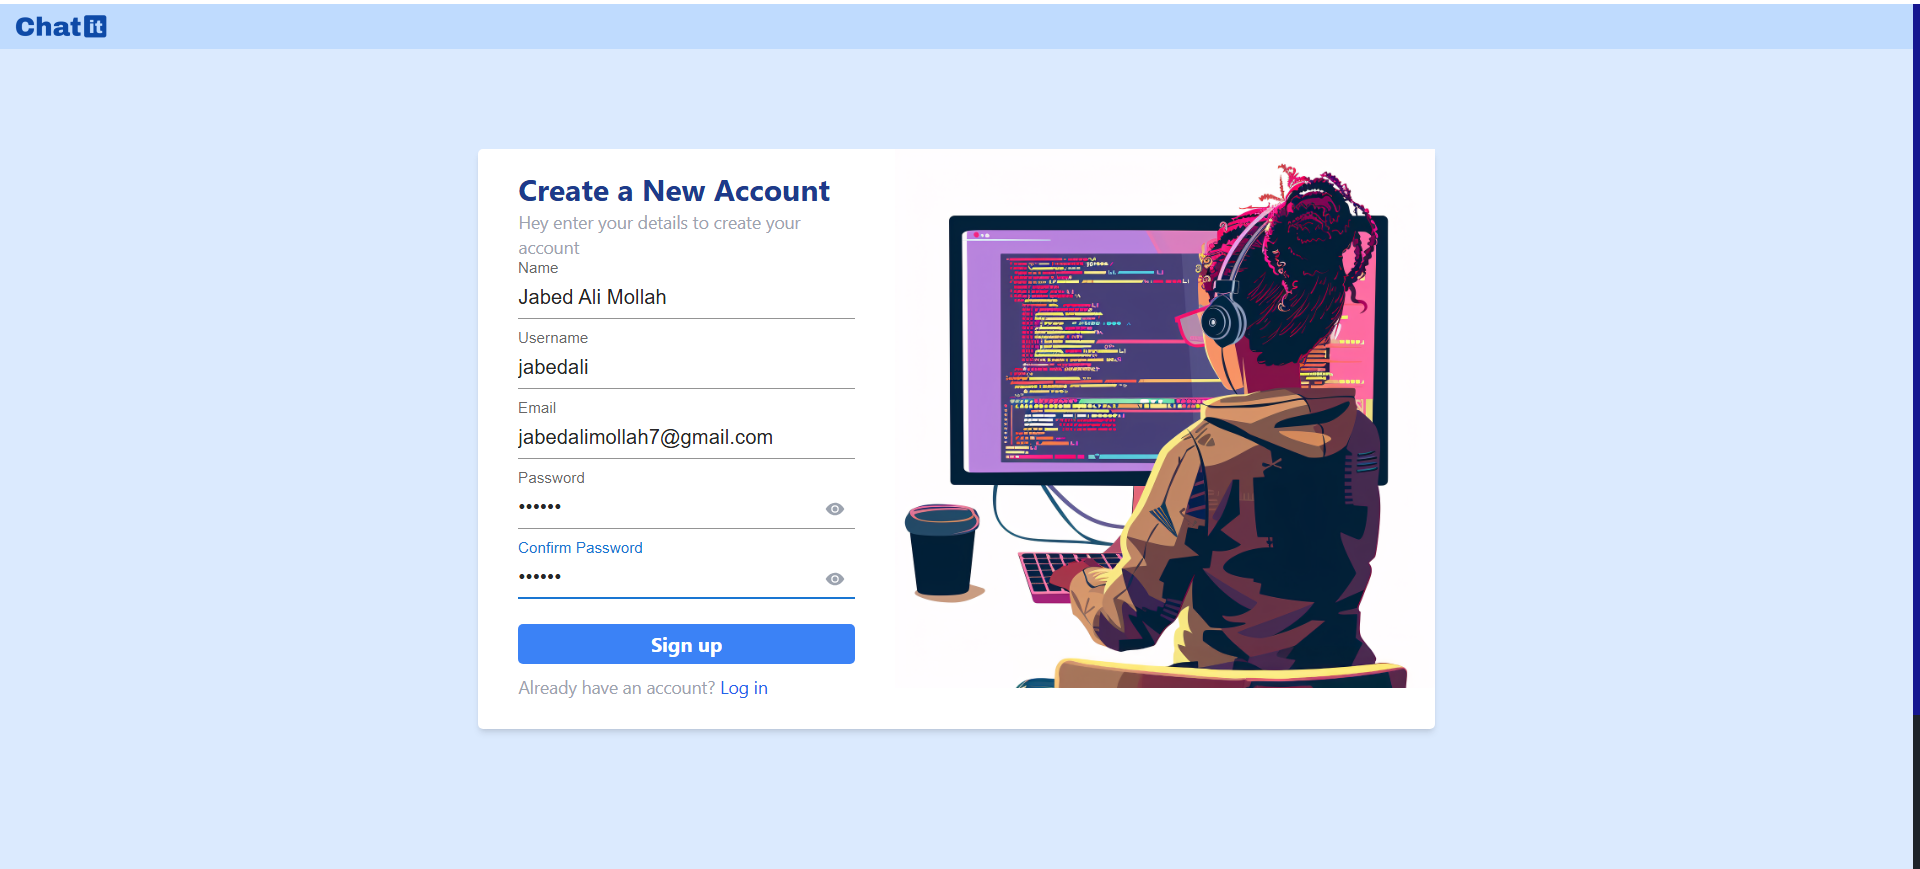 Chat it
Create a New Account
Hey enter your details to create your
account
Name
Jabed Ali Mollah
Username
jabedali
Email
jabedalimollah7@gmail.com
Password
••••••
Confirm Password
••••••
Sign up
Already have an account? Log in